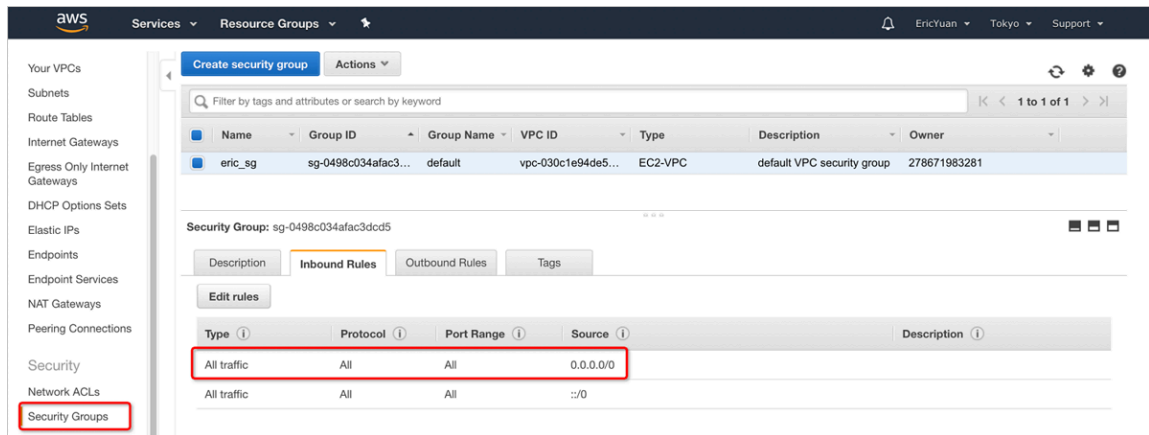 aws Services Resource Groups EricYuan Tokyo Support
Your VPCs
Subnets
Route Tables
Internet Gateways
Egress Only Internet
Gateways
DHCP Options Sets
Elastic IPs
Endpoints
Endpoint Services
NAT Gateways
Peering Connections
Security
Network ACLs
Security Groups
Create security group Actions
Filter by tags and attributes or search by keyword 1 to 1 of 1
Name Group ID Group Name VPC ID Type Description Owner
eric_sg sg-0498c034afac3... default vpc-030c1e94de5... EC2-VPC default VPC security group 278671983281
Security Group: sg-0498c034afac3dcd5
Description Inbound Rules Outbound Rules Tags
Edit rules
Type Protocol Port Range Source Description
All traffic All All 0.0.0.0/0
All traffic All All ::/0